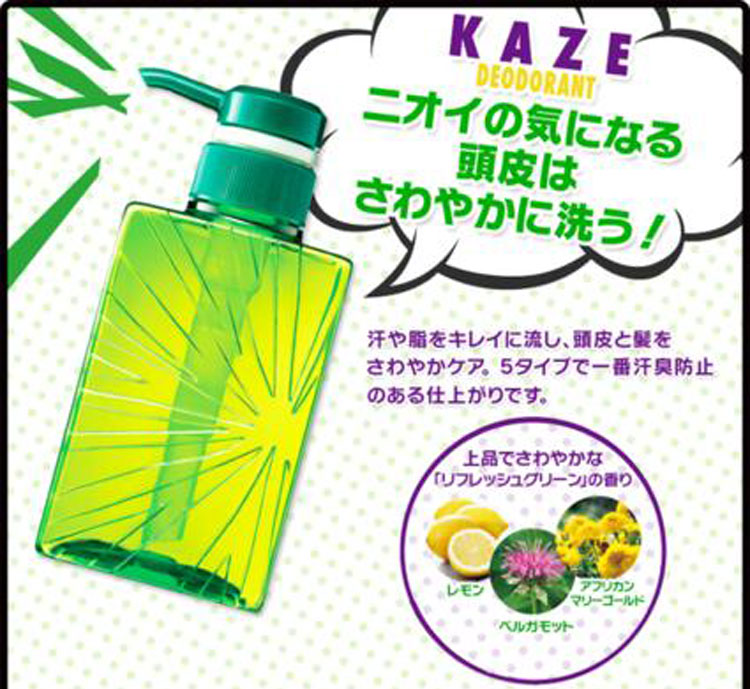 KAZE
DEODORANT
ニオイの気になる
頭皮は
さわやかに洗う!
汗や脂をキレイに流し、頭皮と髪を
さわやかケア。5タイプで一番汗臭防止
のある仕上がりです。
上品でさわやかな
「リフレッシュグリーン」の香り
レモン
ベルガモット
アフリカン
マリーゴールド